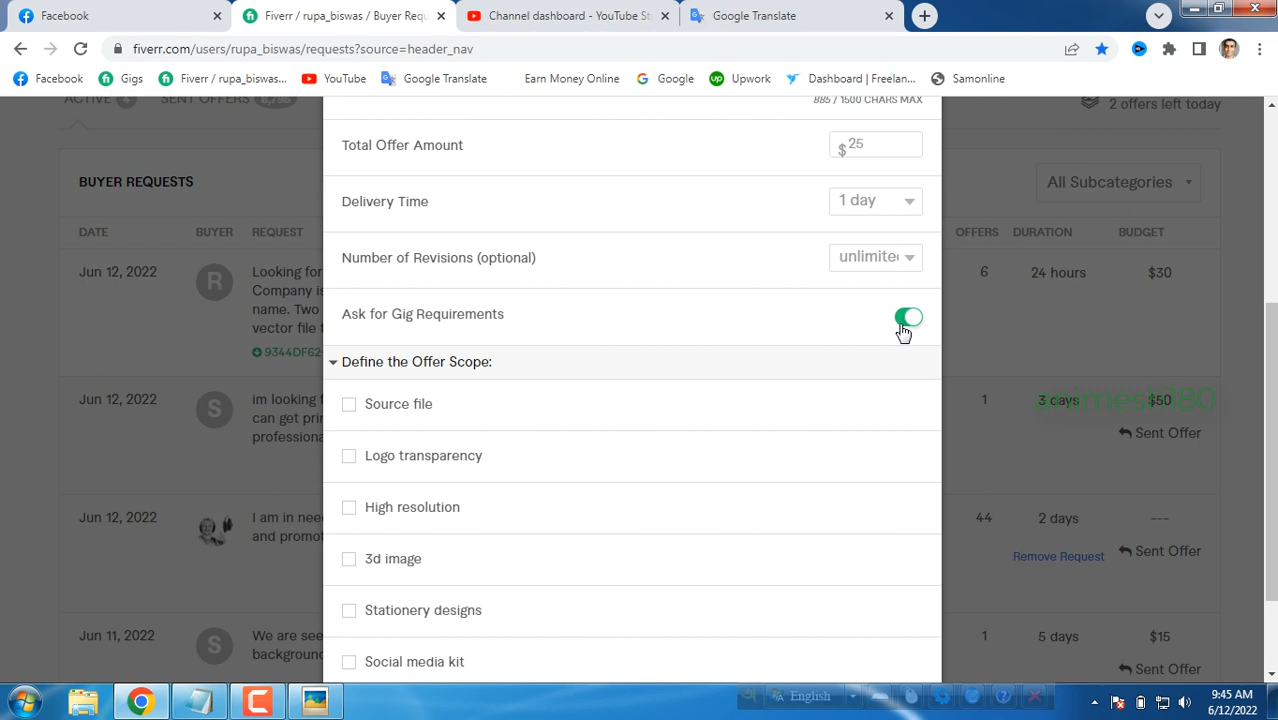 Facebook
Fiverr / rupa_biswas / Buyer Req
Channel dashboard - YouTube St
Google Translate
fiverr.com/users/rupa_biswas/requests?source=header_nav
Facebook
Gigs
Fiverr / rupa_biswas...
YouTube
Google Translate
Earn Money Online
Google
Upwork
Dashboard | Freelan...
Samonline
ACTIVE 4 SENT OFFERS
885 / 1500 CHARS MAX
2 offers left today
BUYER REQUESTS
All Subcategories
Total Offer Amount
$ 25
Delivery Time
1 day
DATE BUYER REQUEST
OFFERS DURATION BUDGET
Number of Revisions (optional)
unlimite
Jun 12, 2022 R
Looking for
Company is
name. Two
vector file
9344DF62
6 24 hours $30
Ask for Gig Requirements
Define the Offer Scope:
Source file
Logo transparency
High resolution
3d image
Stationery designs
Social media kit
Jun 12, 2022 S
im looking
can get pri
professiona
1 3 days $50
animest180
Sent Offer
Jun 12, 2022
I am in nee
and promot
44 2 days ---
Remove Request
Sent Offer
Jun 11, 2022 S
We are see
background
1 5 days $15
Sent Offer
English
9:45 AM
6/12/2022